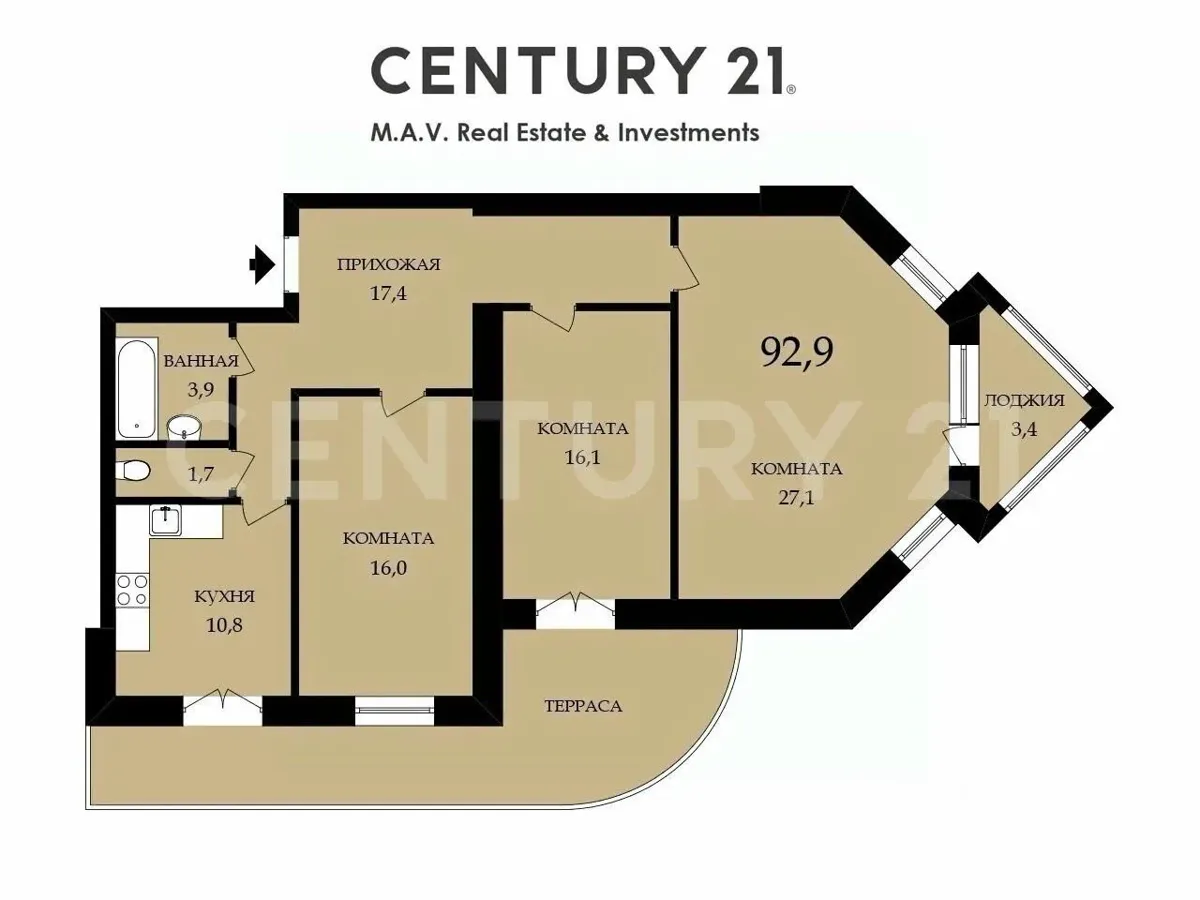 CENTURY 21®
M.A.V. Real Estate & Investments
ПРИХОЖАЯ
17,4
ВАННАЯ
3,9
92,9
ЛОДЖИЯ
3,4
CENTURY 21
КОМНАТА
16,1
КОМНАТА
27,1
1,7
КОМНАТА
16,0
КУХНЯ
10,8
ТЕРРАСА